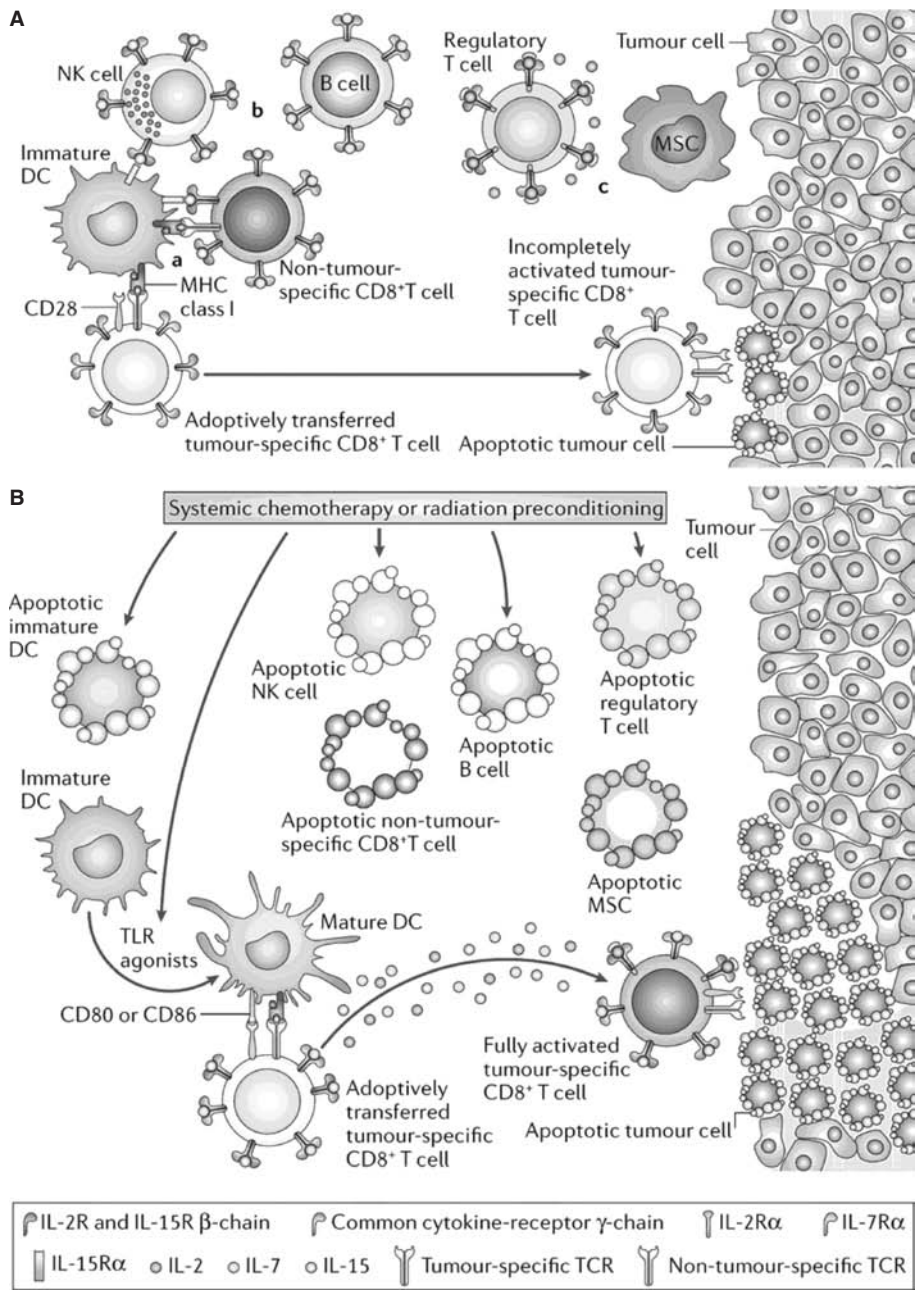 A
NK cell
B cell
b
Regulatory
T cell
Tumour cell
MSC
c
Immature
DC
a
Non-tumour-
specific CD8⁺T cell
MHC
class I
CD28
Incompletely
activated tumour-
specific CD8⁺
T cell
Adoptively transferred
tumour-specific CD8⁺ T cell
Apoptotic tumour cell
B
Systemic chemotherapy or radiation preconditioning
Tumour
cell
Apoptotic
immature
DC
Apoptotic
NK cell
Apoptotic
B cell
Apoptotic
regulatory
T cell
Immature
DC
Apoptotic non-tumour-
specific CD8⁺T cell
Apoptotic
MSC
TLR
agonists
Mature DC
CD80 or CD86
Fully activated
tumour-specific
CD8⁺ T cell
Adoptively
transferred
tumour-specific
CD8⁺ T cell
Apoptotic tumour cell
IL-2R and IL-15R β-chain Common cytokine-receptor γ-chain IL-2Rα IL-7Rα
IL-15Rα IL-2 IL-7 IL-15 Tumour-specific TCR Non-tumour-specific TCR